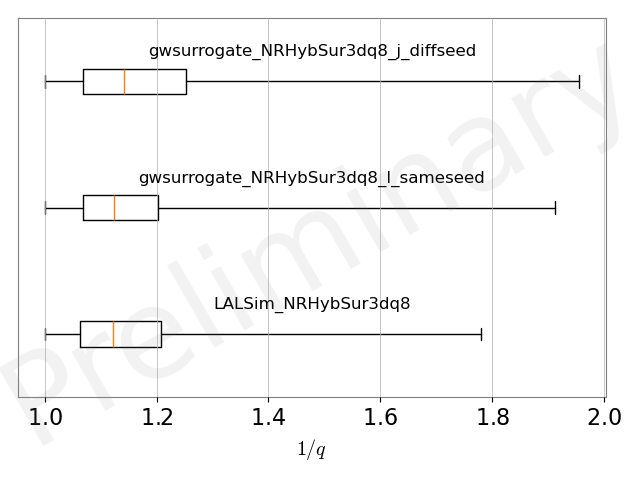 gwsurrogate_NRHybSur3dq8_j_diffseed
gwsurrogate_NRHybSur3dq8_l_sameseed
LALSim_NRHybSur3dq8
Preliminary
1.0 1.2 1.4 1.6 1.8 2.0
1/q